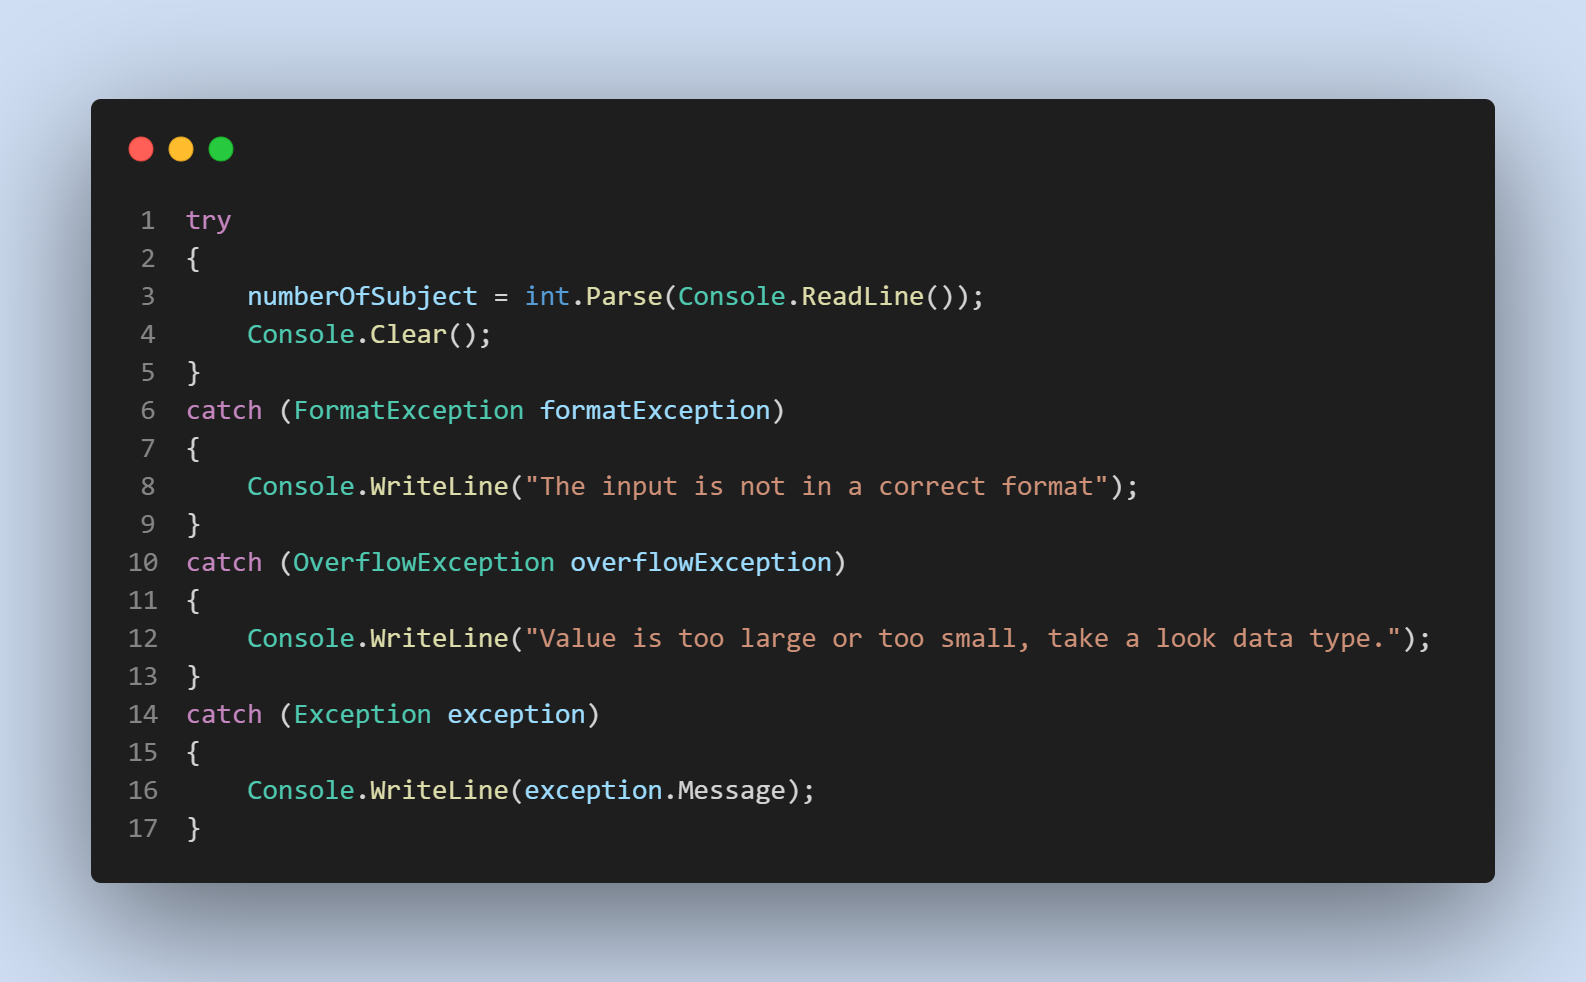 1 try
2 {
3     numberOfSubject = int.Parse(Console.ReadLine());
4     Console.Clear();
5 }
6 catch (FormatException formatException)
7 {
8     Console.WriteLine("The input is not in a correct format");
9 }
10 catch (OverflowException overflowException)
11 {
12     Console.WriteLine("Value is too large or too small, take a look data type.");
13 }
14 catch (Exception exception)
15 {
16     Console.WriteLine(exception.Message);
17 }